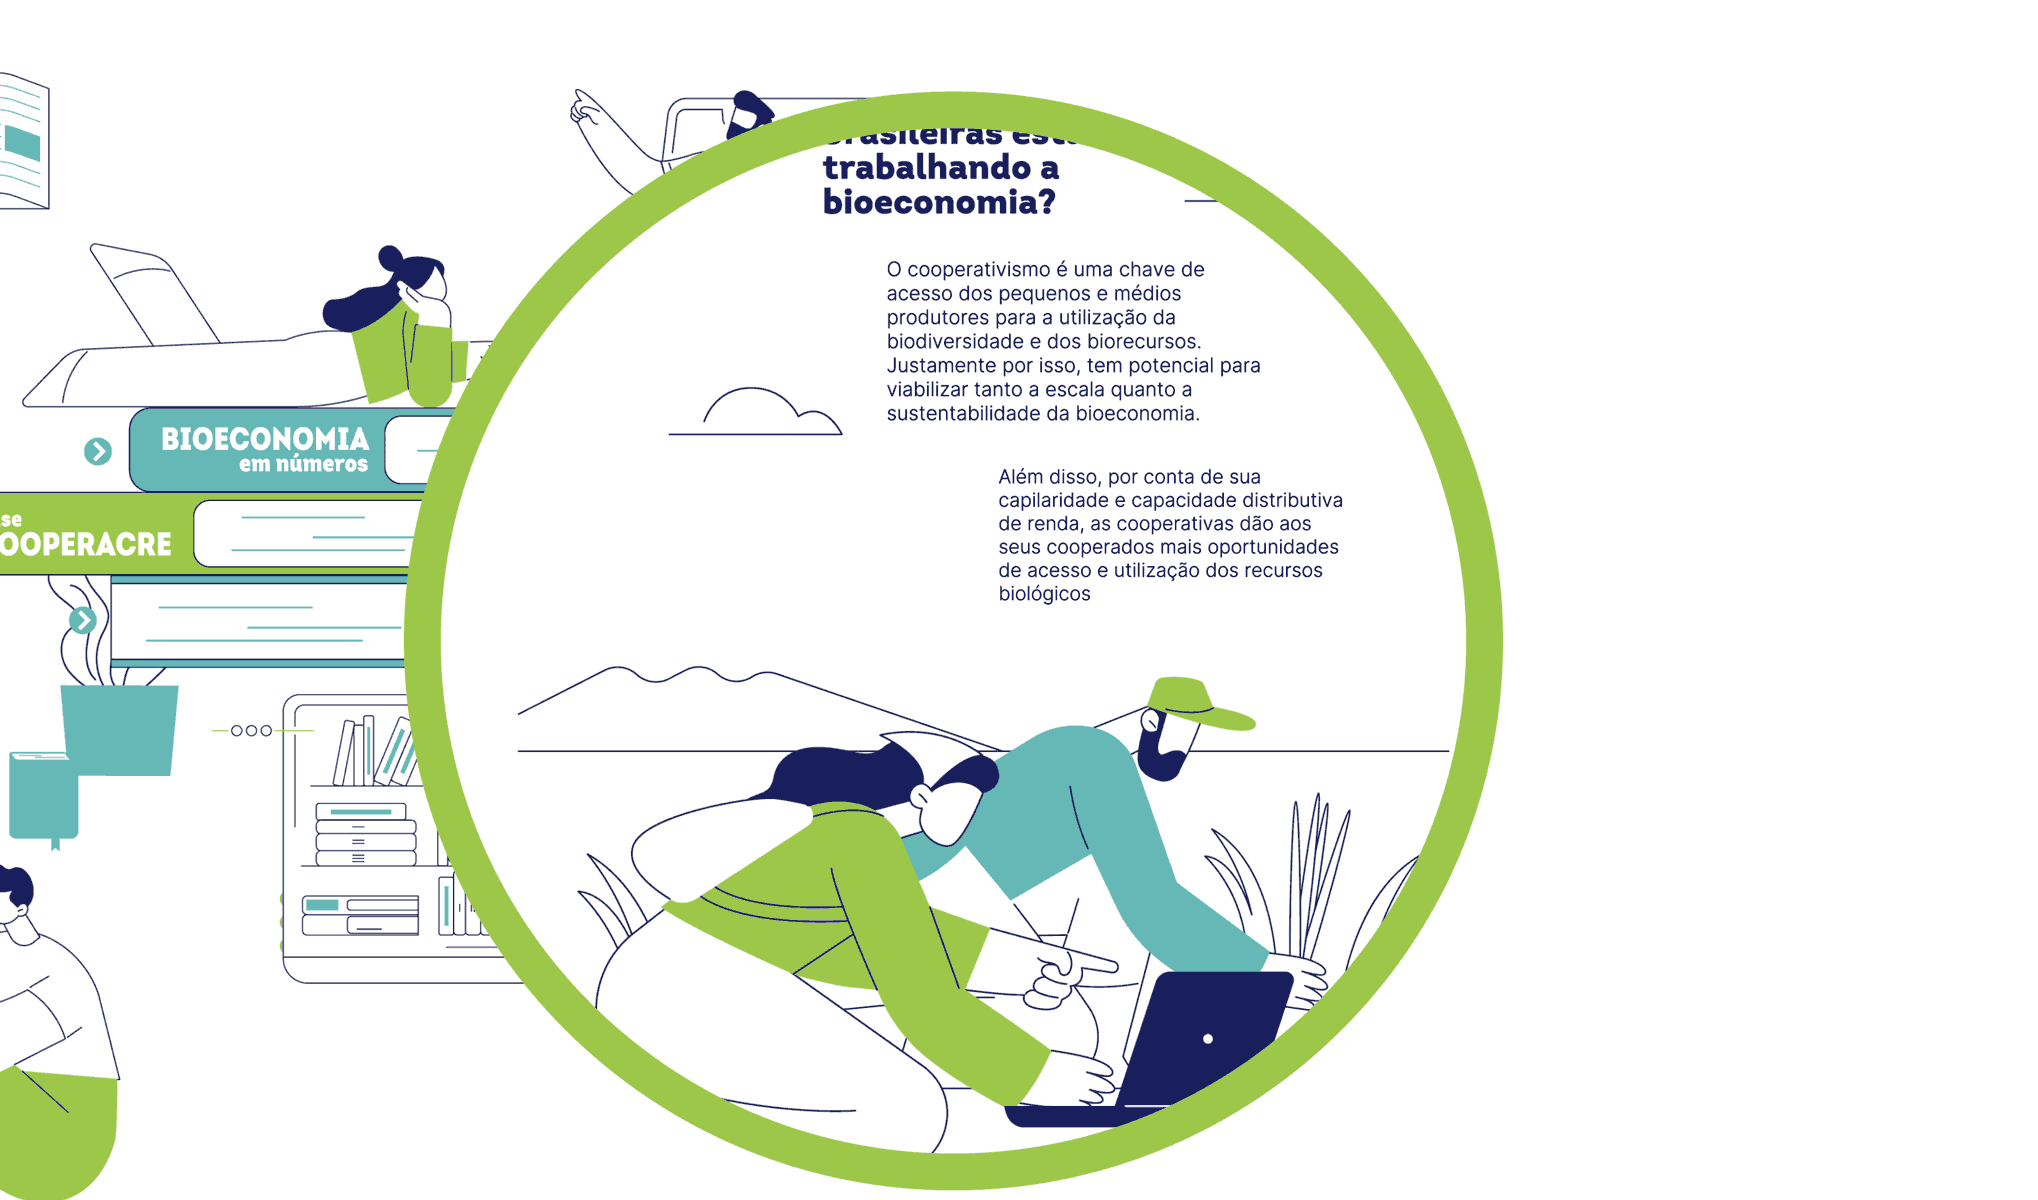 trabalhando a
bioeconomia?
O cooperativismo é uma chave de
acesso dos pequenos e médios
produtores para a utilização da
biodiversidade e dos biorecursos.
Justamente por isso, tem potencial para
viabilizar tanto a escala quanto a
sustentabilidade da bioeconomia.
Além disso, por conta de sua
capilaridade e capacidade distributiva
de renda, as cooperativas dão aos
seus cooperados mais oportunidades
de acesso e utilização dos recursos
biológicos
BIOECONOMIA
em números
OOPERACRE